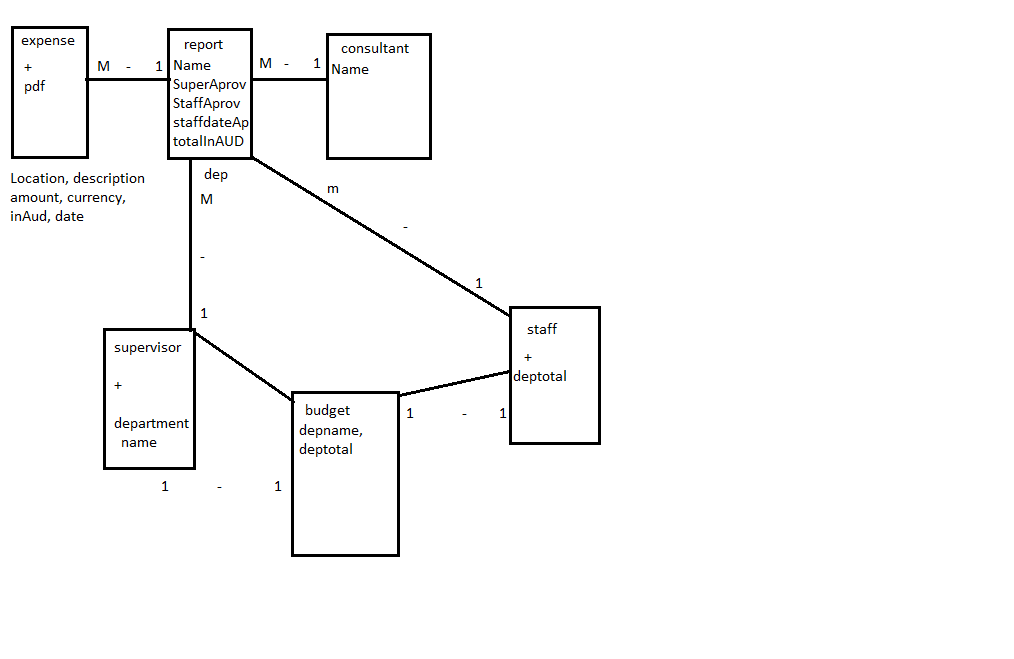 expense
+
pdf
M - 1
report
Name
SuperAprov
StaffAprov
staffdateAp
totalInAUD
M - 1
consultant
Name
Location, description
amount, currency,
inAud, date
dep
M
-
1
m
-
1
supervisor
+
department
name
1 - 1
budget
depname,
deptotal
1 - 1
staff
+
deptotal